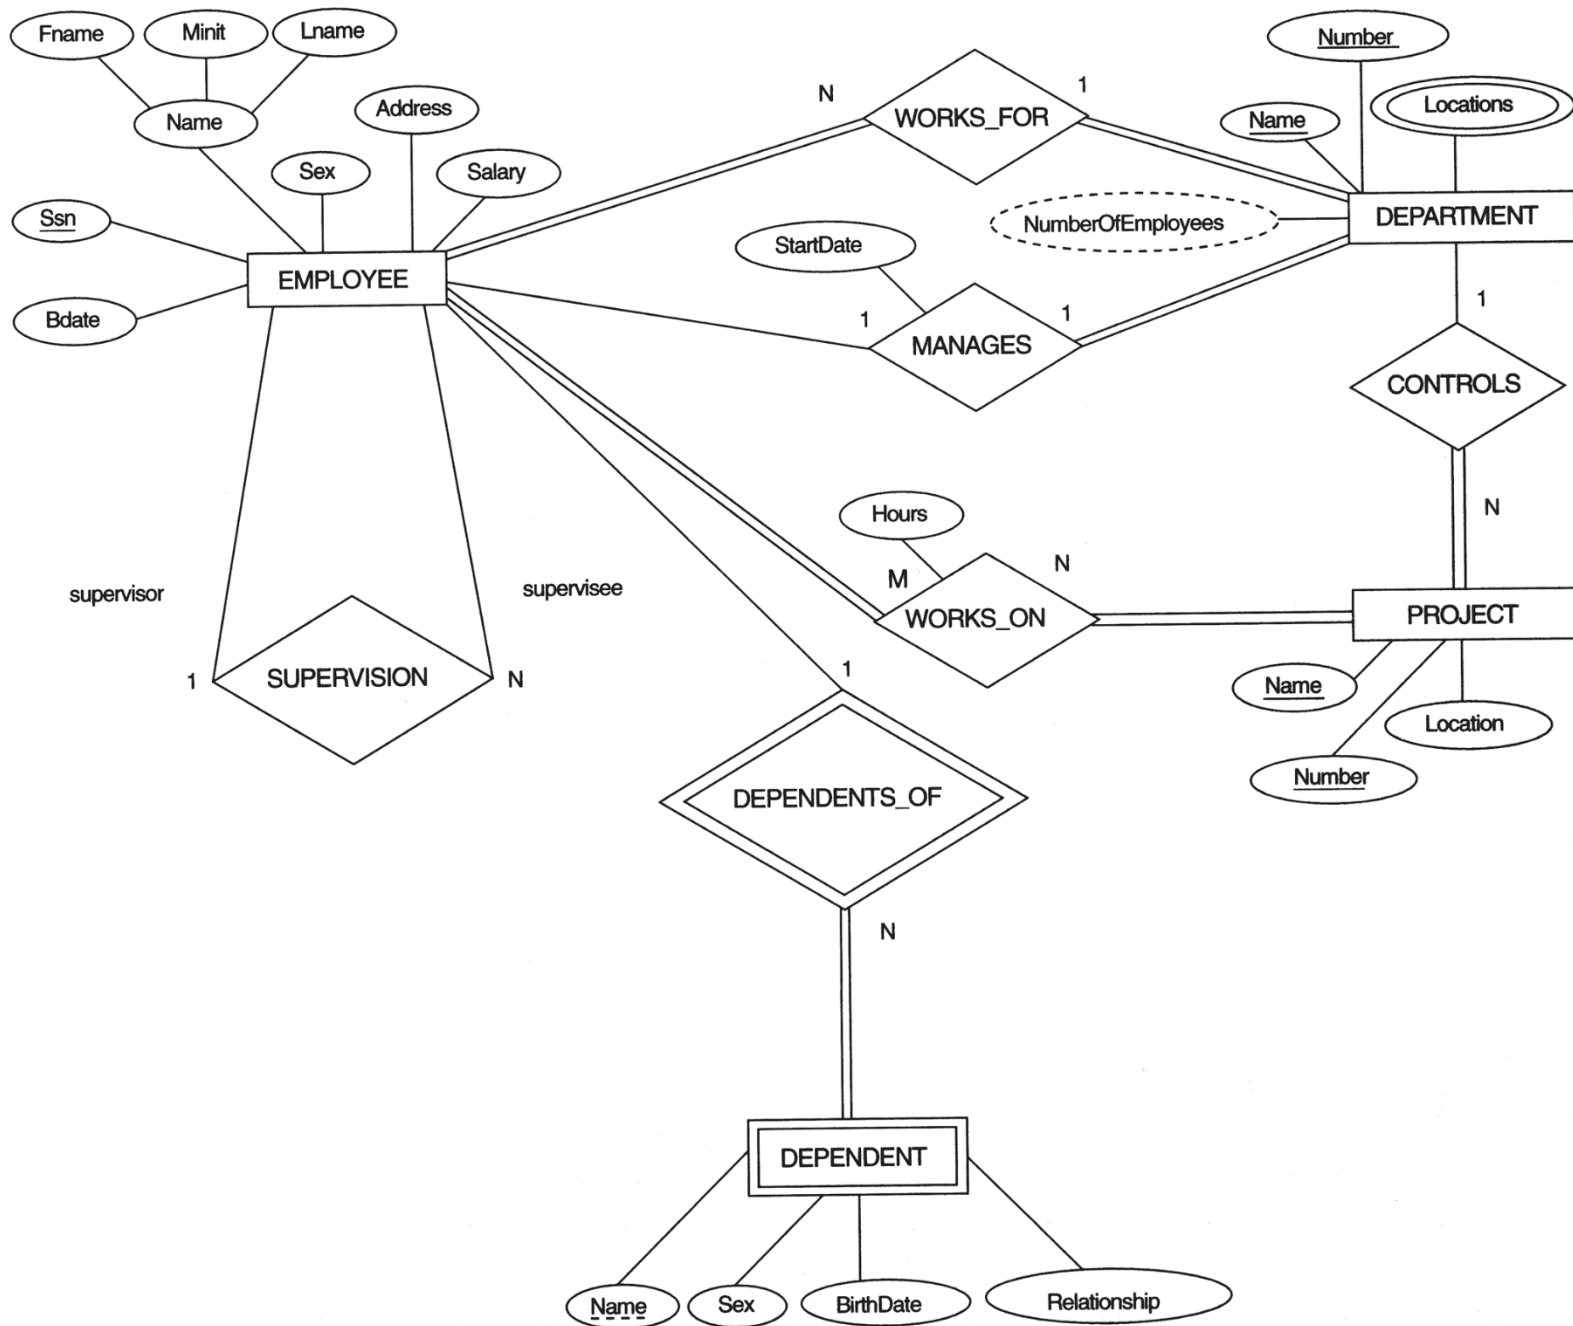 Fname
Minit
Lname
Number
Name
Address
N
WORKS_FOR
1
Name
Locations
Sex
Salary
Ssn
NumberOfEmployees
DEPARTMENT
StartDate
EMPLOYEE
Bdate
1
MANAGES
1
1
CONTROLS
Hours
N
M
N
supervisor
supervisee
WORKS_ON
PROJECT
1
SUPERVISION
N
1
Name
Location
Number
DEPENDENTS_OF
N
DEPENDENT
Name
Sex
BirthDate
Relationship